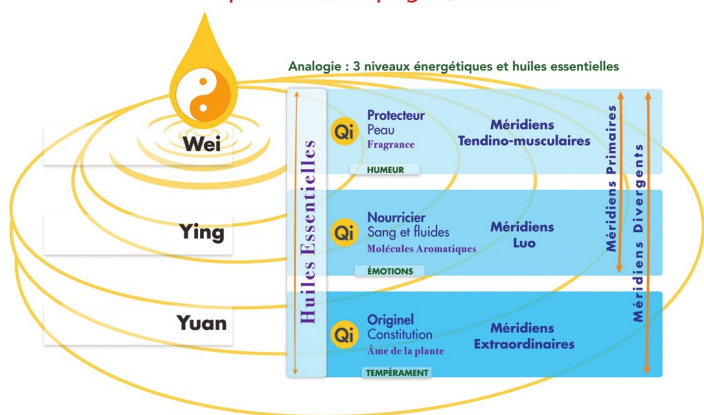 Analogie : 3 niveaux énergétiques et huiles essentielles
Wei
Ying
Yuan
Huiles Essentielles
Qi
Protecteur
Peau
Fragrance
HUMEUR
Méridiens
Tendino-musculaires
Qi
Nourricier
Sang et fluides
Molécules Aromatiques
ÉMOTIONS
Méridiens
Luo
Qi
Originel
Constitution
Âme de la plante
TEMPÉRAMENT
Méridiens
Extraordinaires
Méridiens Primaires
Méridiens Divergents